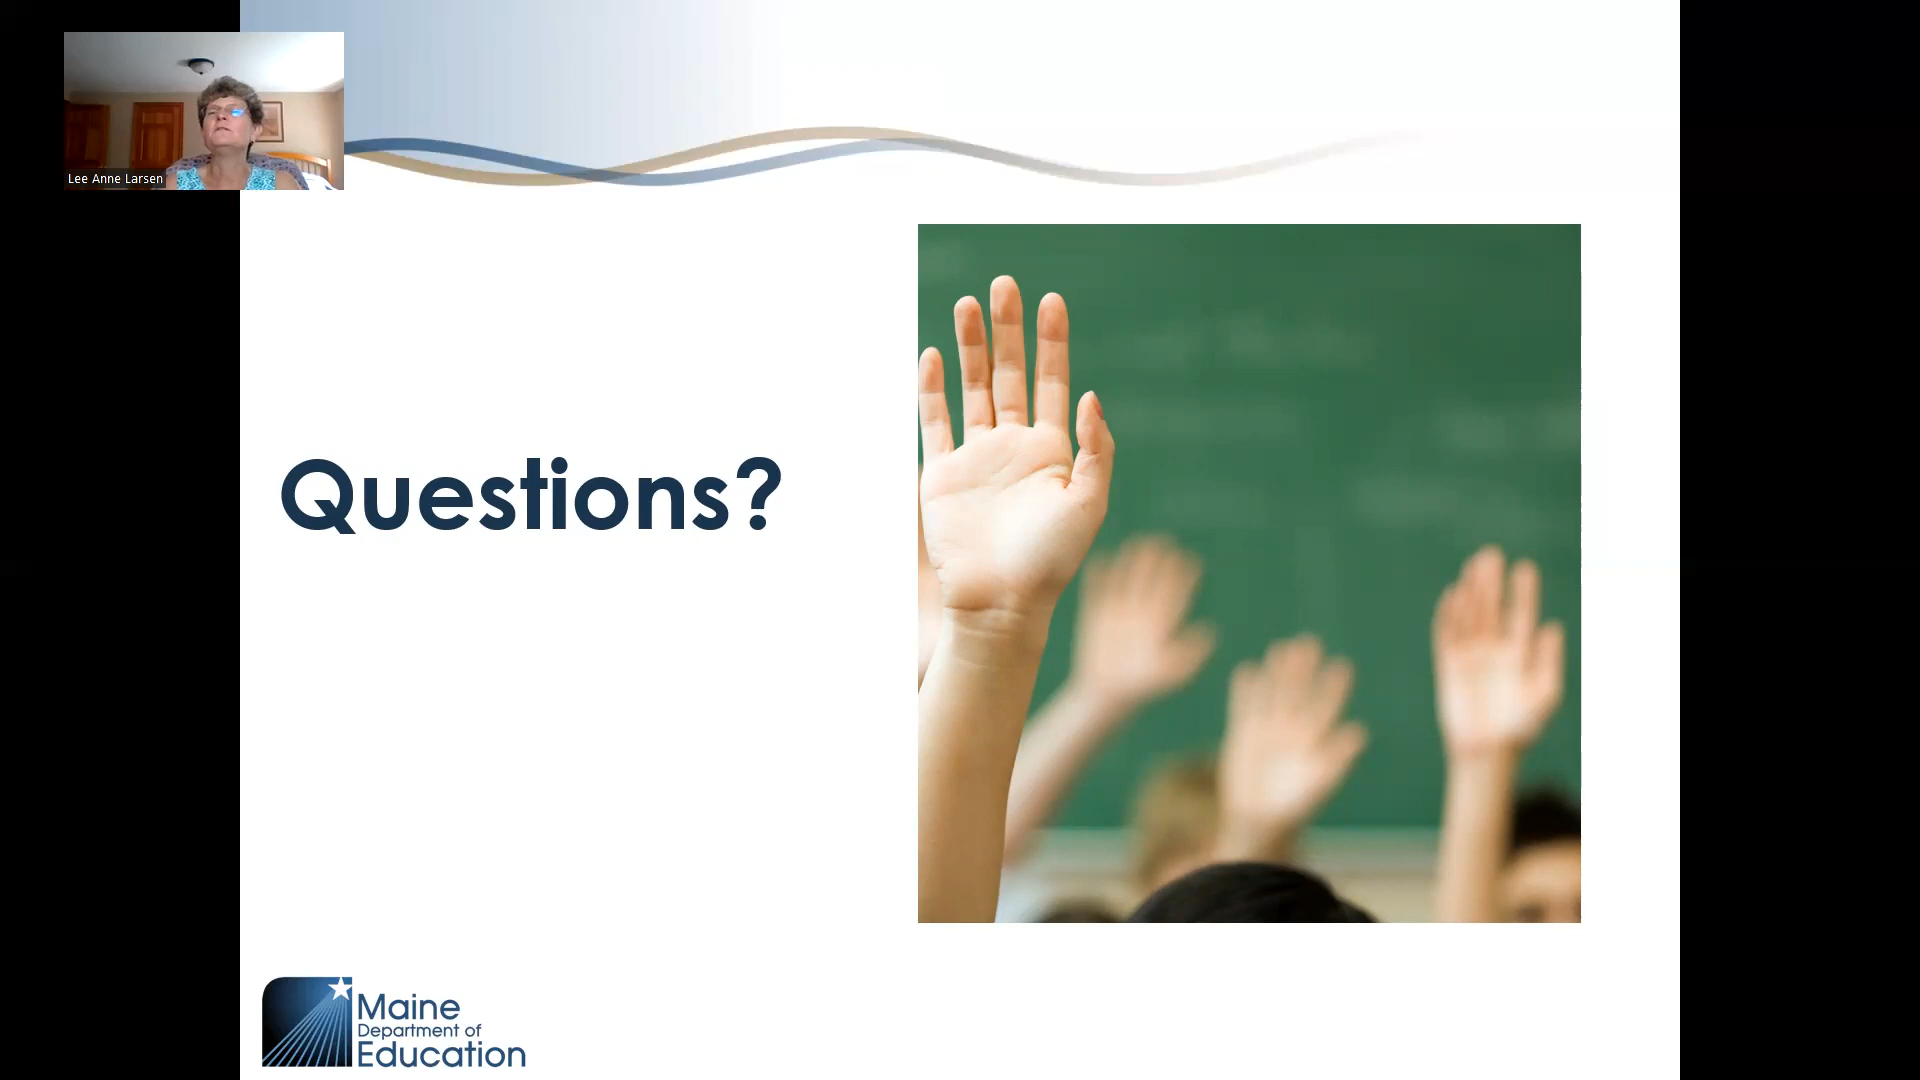 Lee Anne Larsen
Questions?
Maine
Department of
Education